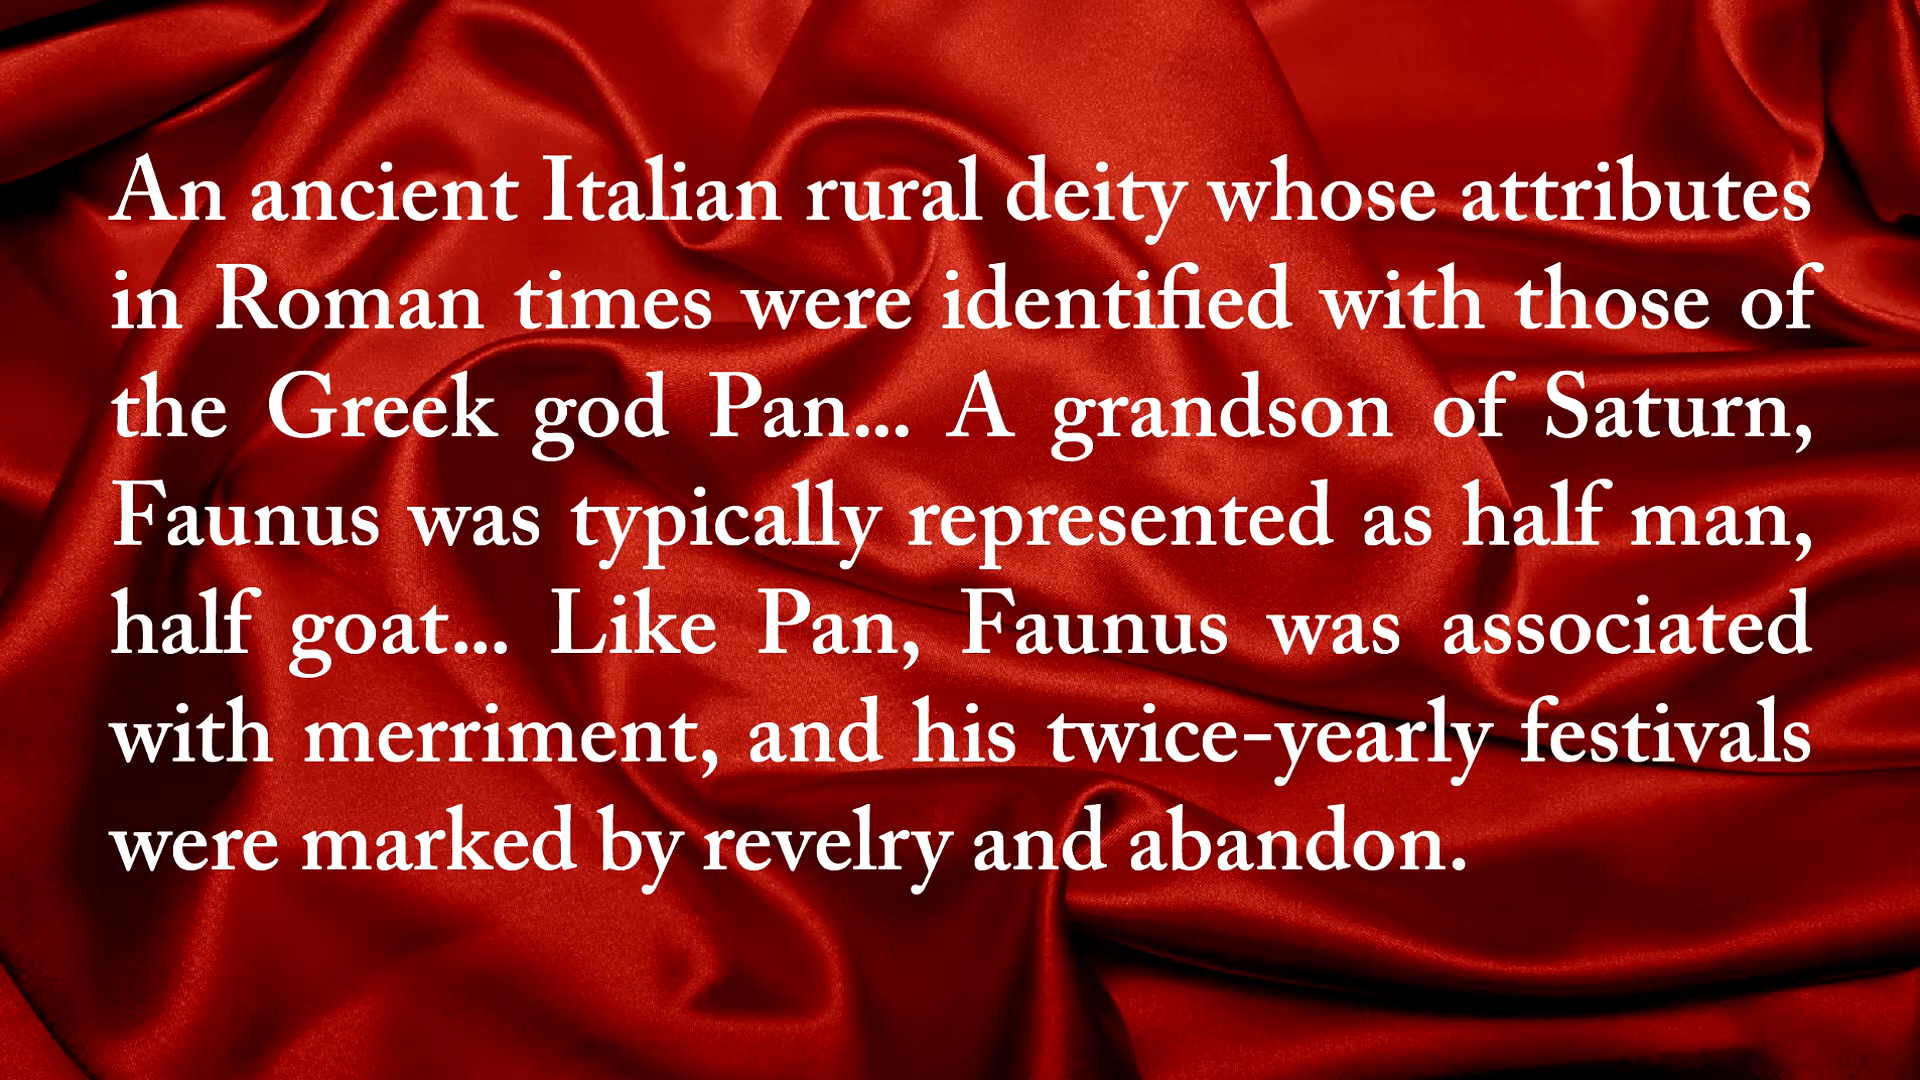 An ancient Italian rural deity whose attributes
in Roman times were identified with those of
the Greek god Pan... A grandson of Saturn,
Faunus was typically represented as half man,
half goat... Like Pan, Faunus was associated
with merriment, and his twice-yearly festivals
were marked by revelry and abandon.